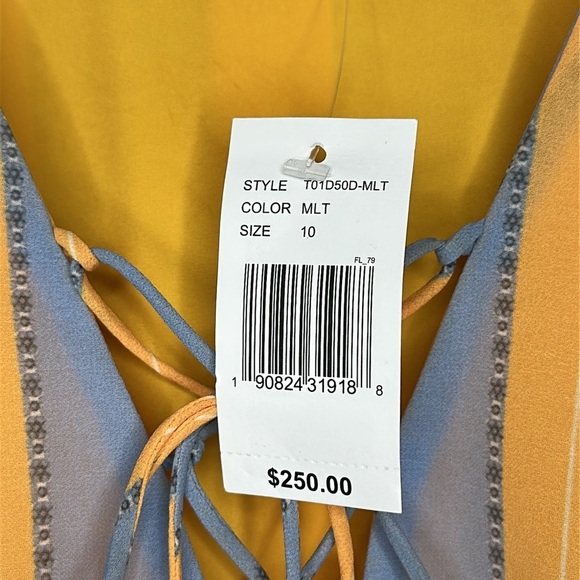 STYLE T01D50D-MLT
COLOR MLT
SIZE 10
FL_79
1 90824 31918 8
$250.00